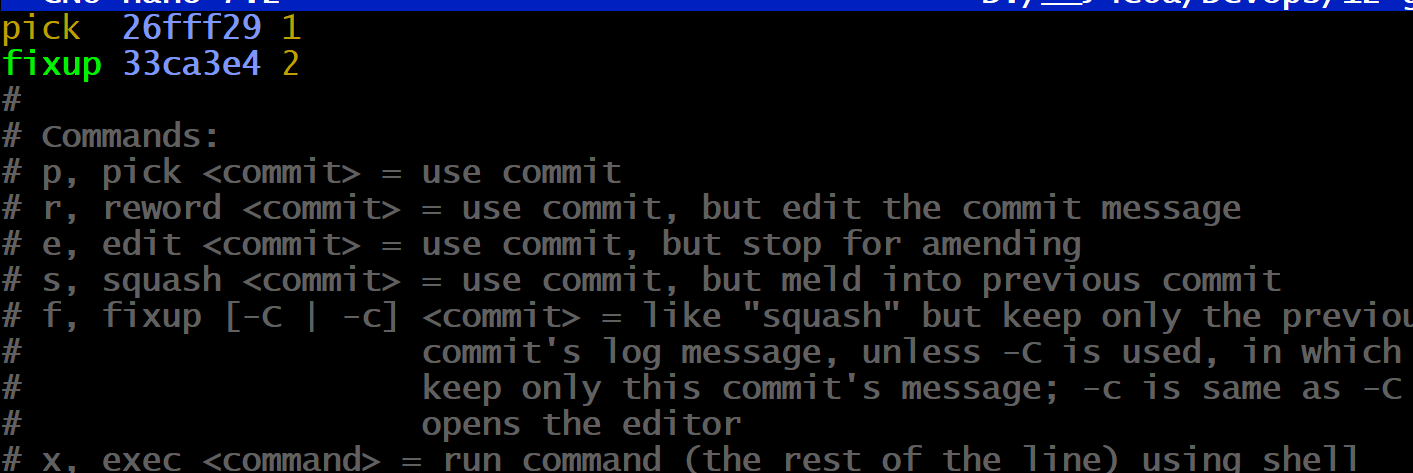 pick 26fff29 1
fixup 33ca3e4 2
#
# Commands:
# p, pick <commit> = use commit
# r, reword <commit> = use commit, but edit the commit message
# e, edit <commit> = use commit, but stop for amending
# s, squash <commit> = use commit, but meld into previous commit
# f, fixup [-C | -c] <commit> = like "squash" but keep only the previou
# commit's log message, unless -C is used, in which
# keep only this commit's message; -c is same as -C
# opens the editor
# x, exec <command> = run command (the rest of the line) using shell